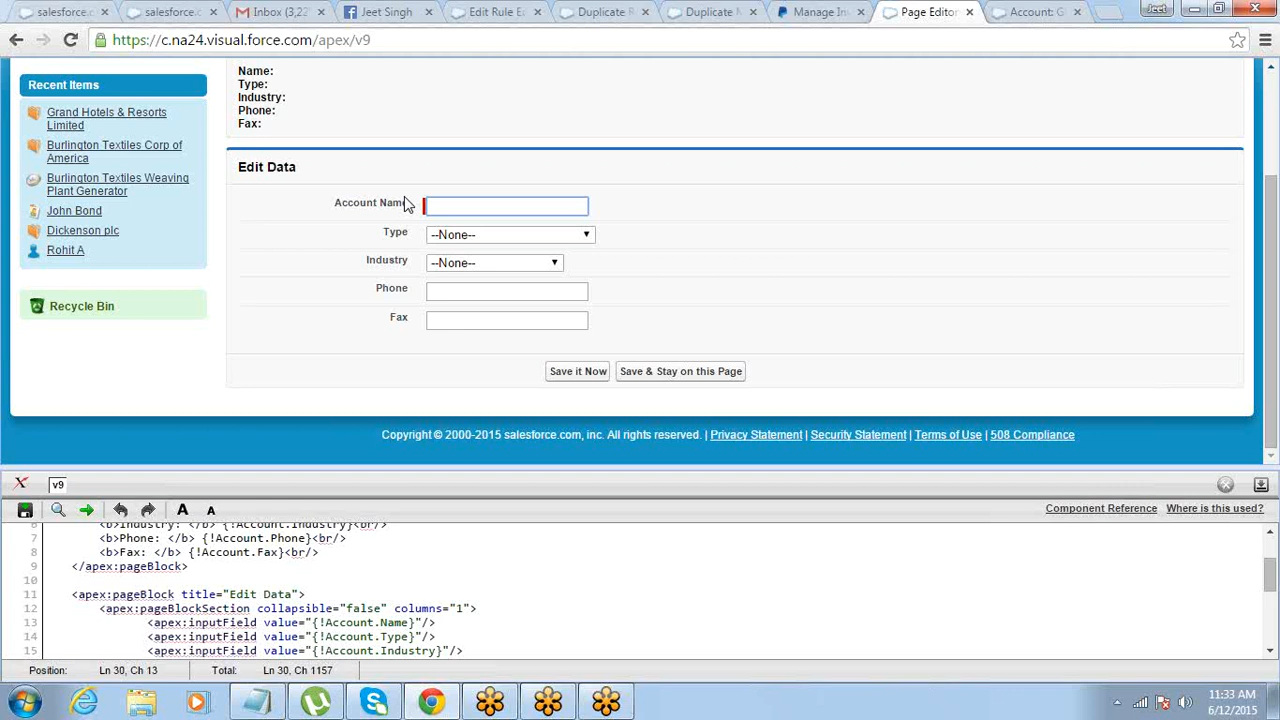 salesforce.c
salesforce.c
Inbox (3,22
Jeet Singh
Edit Rule E
Duplicate R
Duplicate M
Manage Inv
Page Editor
Account: G
Jeet
https://c.na24.visual.force.com/apex/v9
Recent Items
Grand Hotels & Resorts
Limited
Burlington Textiles Corp of
America
Burlington Textiles Weaving
Plant Generator
John Bond
Dickenson plc
Rohit A
Recycle Bin
Name:
Type:
Industry:
Phone:
Fax:
Edit Data
Account Name
Type
--None--
Industry
--None--
Phone
Fax
Save it Now
Save & Stay on this Page
Copyright © 2000-2015 salesforce.com, inc. All rights reserved. | Privacy Statement | Security Statement | Terms of Use | 508 Compliance
v9
A A
Component Reference
Where is this used?
6 <b>Industry: </b> {!Account.Industry}<br/>
7 <b>Phone: </b> {!Account.Phone}<br/>
8 <b>Fax: </b> {!Account.Fax}<br/>
9 </apex:pageBlock>
10
11 <apex:pageBlock title="Edit Data">
12 <apex:pageBlockSection collapsible="false" columns="1">
13 <apex:inputField value="{!Account.Name}"/>
14 <apex:inputField value="{!Account.Type}"/>
15 <apex:inputField value="{!Account.Industry}"/>
Position: Ln 30, Ch 13 Total: Ln 30, Ch 1157
11:33 AM
6/12/2015